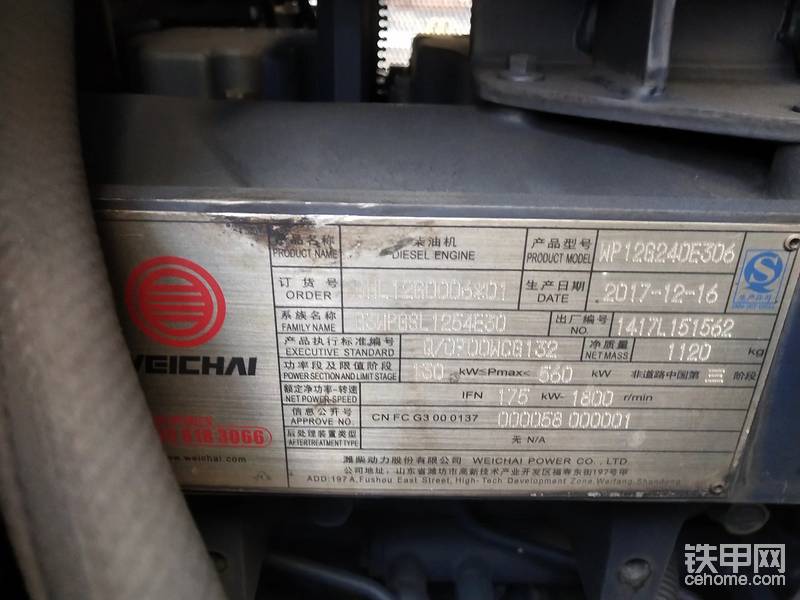 产品名称 PRODUCT NAME 柴油机 DIESEL ENGINE 产品型号 PRODUCT MODEL WP12G240E306
订货号 ORDER DATE 生产日期 2017-12-16
系族名称 FAMILY NAME 出厂编号 NO. 1417L151562
产品执行标准编号 EXECUTIVE STANDARD 净质量 NET MASS 1120 kg
功率段及限值阶段 POWER SECTION AND LIMIT STAGE 130 ≤kW≤Pmax< 560 kW 非道路中国第 三 阶段
额定净功率-转速 NET POWER-SPEED IFN 175 kW- 1800 r/min
信息公开号 APPROVE NO. CN FC G3 00 0137 000058 000001
后处理装置类型 AFTERTREATMENT TYPE 无 N/A
潍柴动力股份有限公司 WEICHAI POWER CO., LTD.
公司地址: 山东省潍坊市高新技术产业开发区福寿东街197号甲
ADD:197 A, Fushou East Street, High-Tech Development Zone, Weifang, Shandong
WEICHAI
818 3066
www.weichai.com
铁甲网
cehome.com